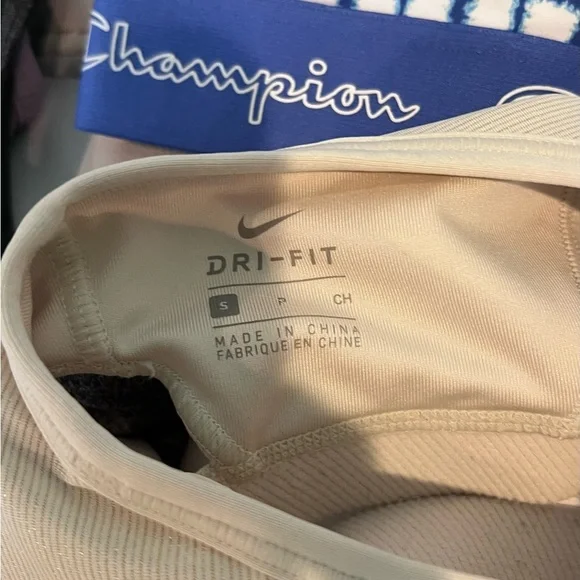 Champion
DRI-FIT
S P CH
MADE IN CHINA
FABRIQUE EN CHINE